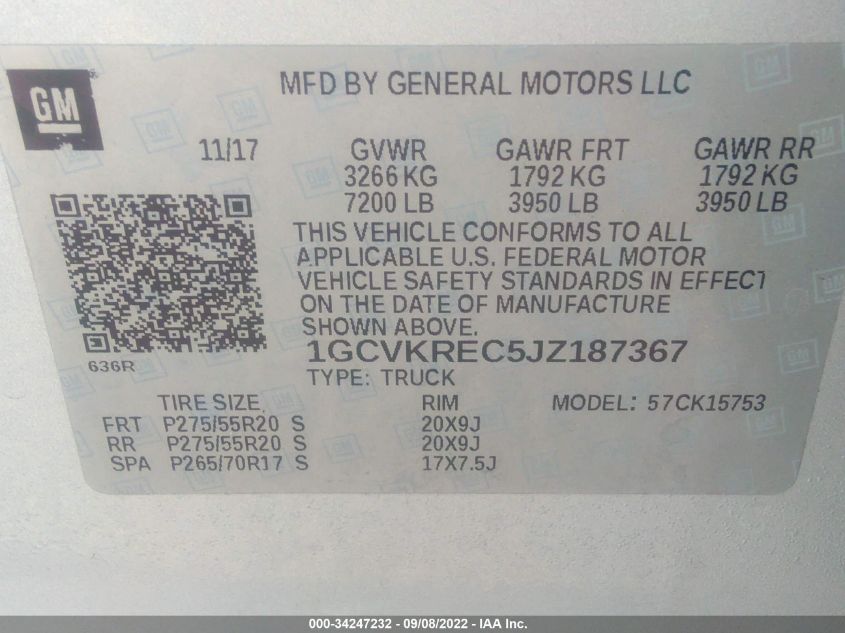 GM
MFD BY GENERAL MOTORS LLC
11/17 GVWR GAWR FRT GAWR RR
3266 KG 1792 KG 1792 KG
7200 LB 3950 LB 3950 LB
THIS VEHICLE CONFORMS TO ALL
APPLICABLE U.S. FEDERAL MOTOR
VEHICLE SAFETY STANDARDS IN EFFECT
ON THE DATE OF MANUFACTURE
SHOWN ABOVE.
636R
1GCVKREC5JZ187367
TYPE: TRUCK
TIRE SIZE RIM MODEL: 57CK15753
FRT P275/55R20 S 20X9J
RR P275/55R20 S 20X9J
SPA P265/70R17 S 17X7.5J
000-34247232 - 09/08/2022 - IAA Inc.